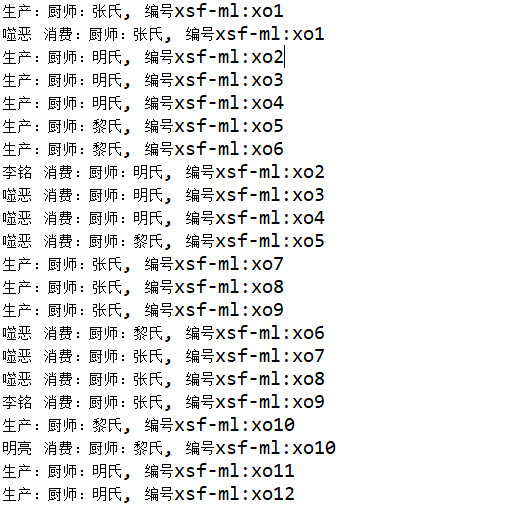 生产：厨师：张氏, 编号xsf-ml:xo1
噬恶 消费：厨师：张氏, 编号xsf-ml:xo1
生产：厨师：明氏, 编号xsf-ml:xo2
生产：厨师：明氏, 编号xsf-ml:xo3
生产：厨师：明氏, 编号xsf-ml:xo4
生产：厨师：黎氏, 编号xsf-ml:xo5
生产：厨师：黎氏, 编号xsf-ml:xo6
李铭 消费：厨师：明氏, 编号xsf-ml:xo2
噬恶 消费：厨师：明氏, 编号xsf-ml:xo3
噬恶 消费：厨师：明氏, 编号xsf-ml:xo4
噬恶 消费：厨师：黎氏, 编号xsf-ml:xo5
生产：厨师：张氏, 编号xsf-ml:xo7
生产：厨师：张氏, 编号xsf-ml:xo8
生产：厨师：张氏, 编号xsf-ml:xo9
噬恶 消费：厨师：黎氏, 编号xsf-ml:xo6
噬恶 消费：厨师：张氏, 编号xsf-ml:xo7
噬恶 消费：厨师：张氏, 编号xsf-ml:xo8
李铭 消费：厨师：张氏, 编号xsf-ml:xo9
生产：厨师：黎氏, 编号xsf-ml:xo10
明亮 消费：厨师：黎氏, 编号xsf-ml:xo10
生产：厨师：明氏, 编号xsf-ml:xo11
生产：厨师：明氏, 编号xsf-ml:xo12